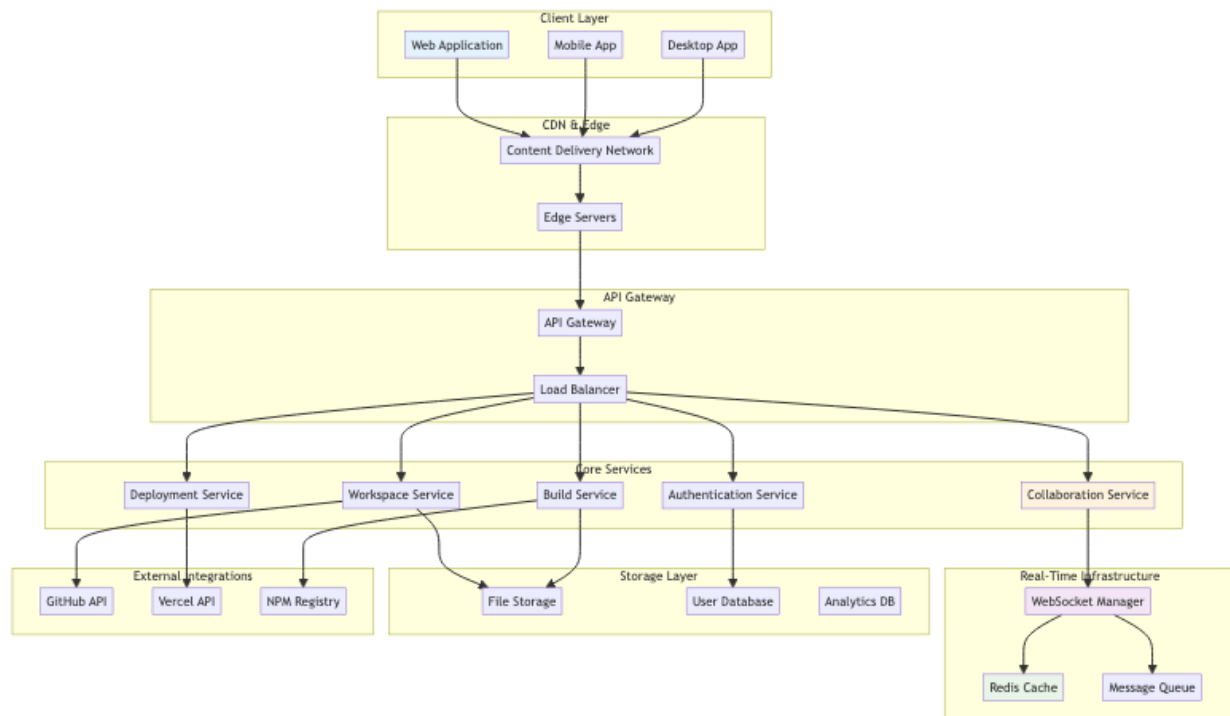 Client Layer
Web Application
Mobile App
Desktop App
CDN & Edge
Content Delivery Network
Edge Servers
API Gateway
API Gateway
Load Balancer
Core Services
Deployment Service
Workspace Service
Build Service
Authentication Service
Collaboration Service
External Integrations
GitHub API
Vercel API
NPM Registry
Storage Layer
File Storage
User Database
Analytics DB
Real-Time Infrastructure
WebSocket Manager
Redis Cache
Message Queue